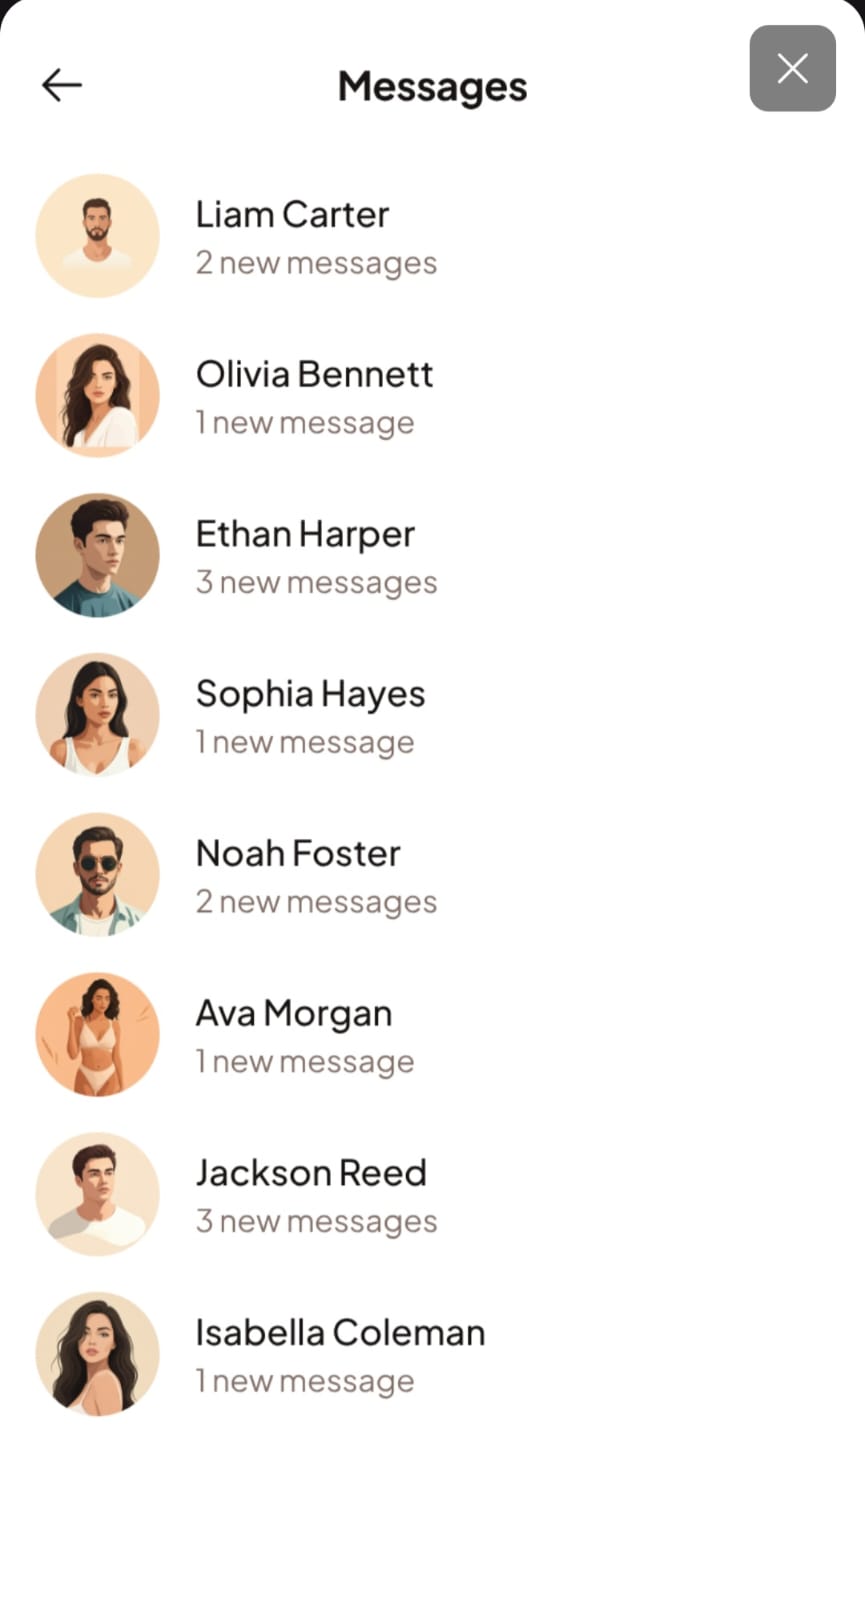 Messages
Liam Carter
2 new messages
Olivia Bennett
1 new message
Ethan Harper
3 new messages
Sophia Hayes
1 new message
Noah Foster
2 new messages
Ava Morgan
1 new message
Jackson Reed
3 new messages
Isabella Coleman
1 new message